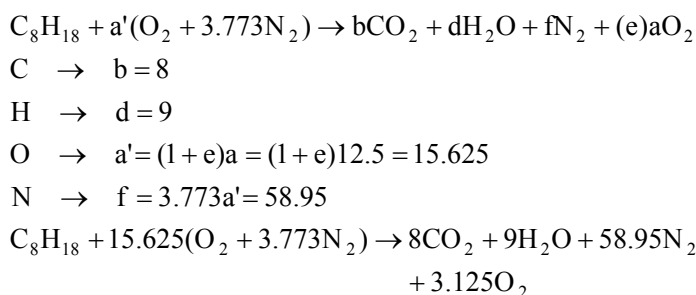 C₈H₁₈ + a'(O₂ + 3.773N₂) → bCO₂ + dH₂O + fN₂ + (e)aO₂
C → b = 8
H → d = 9
O → a' = (1 + e)a = (1 + e)12.5 = 15.625
N → f = 3.773a' = 58.95
C₈H₁₈ + 15.625(O₂ + 3.773N₂) → 8CO₂ + 9H₂O + 58.95N₂
+ 3.125O₂